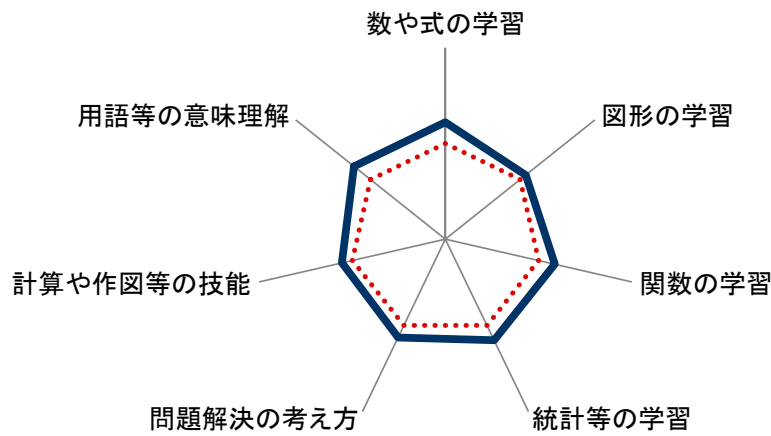 数や式の学習
用語等の意味理解
図形の学習
計算や作図等の技能
関数の学習
問題解決の考え方
統計等の学習